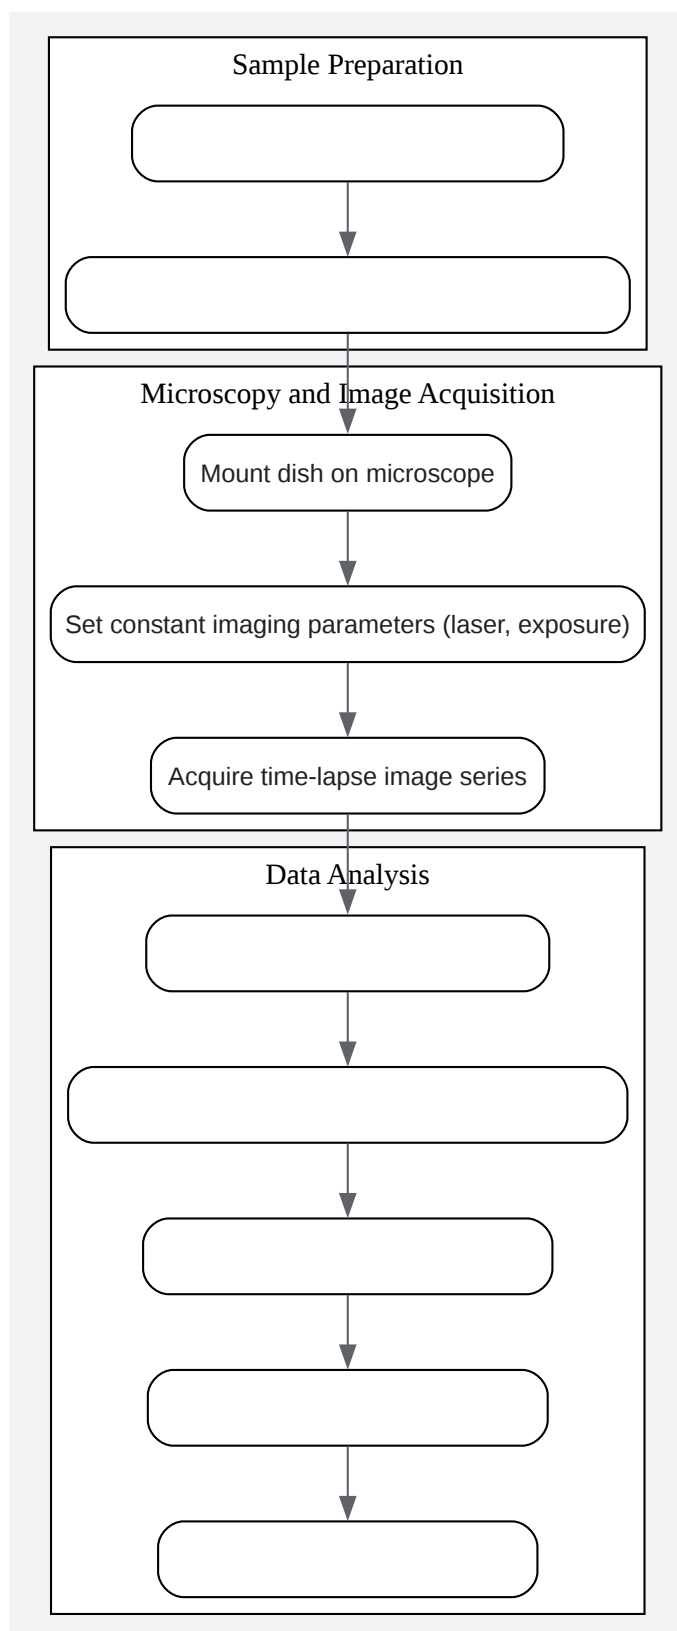 Sample Preparation
Microscopy and Image Acquisition
Mount dish on microscope
Set constant imaging parameters (laser, exposure)
Acquire time-lapse image series
Data Analysis